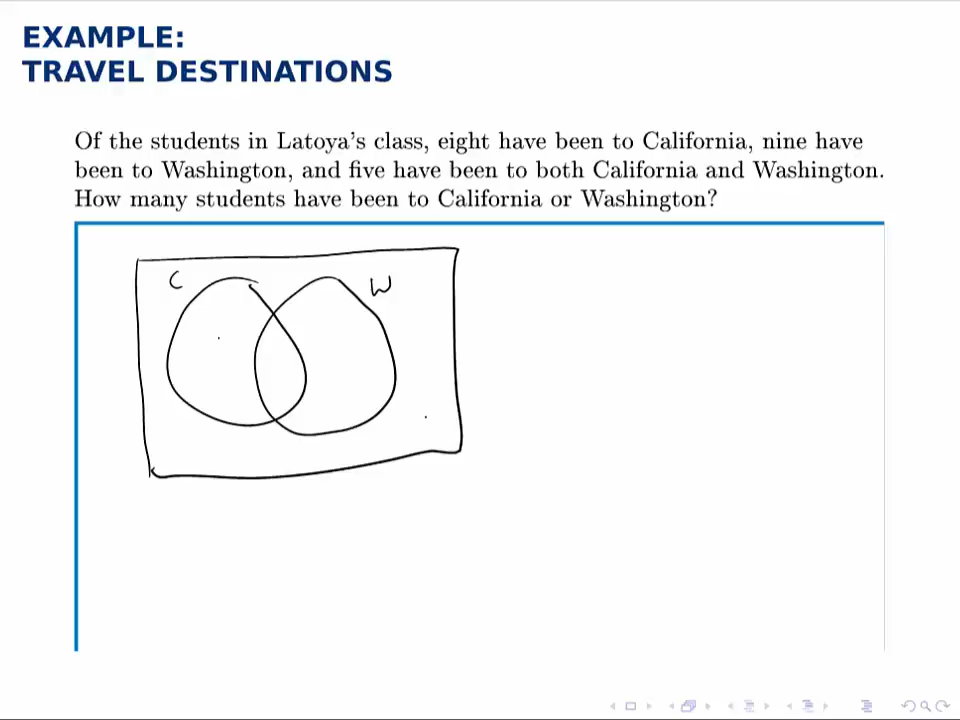 EXAMPLE:
TRAVEL DESTINATIONS
Of the students in Latoya's class, eight have been to California, nine have
been to Washington, and five have been to both California and Washington.
How many students have been to California or Washington?
C W